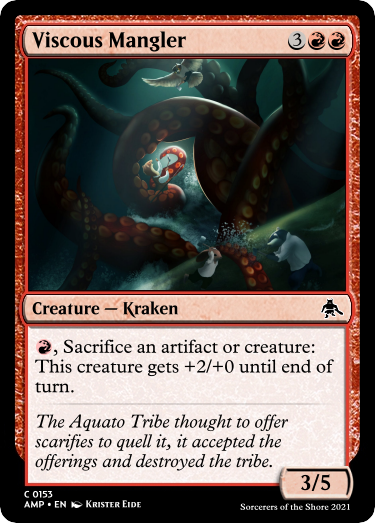 Viscous Mangler 3
Creature — Kraken
, Sacrifice an artifact or creature:
This creature gets +2/+0 until end of
turn.
The Aquato Tribe thought to offer
scarifies to quell it, it accepted the
offerings and destroyed the tribe.
3/5
C 0153
AMP • EN Krister Eide
Sorcerers of the Shore 2021